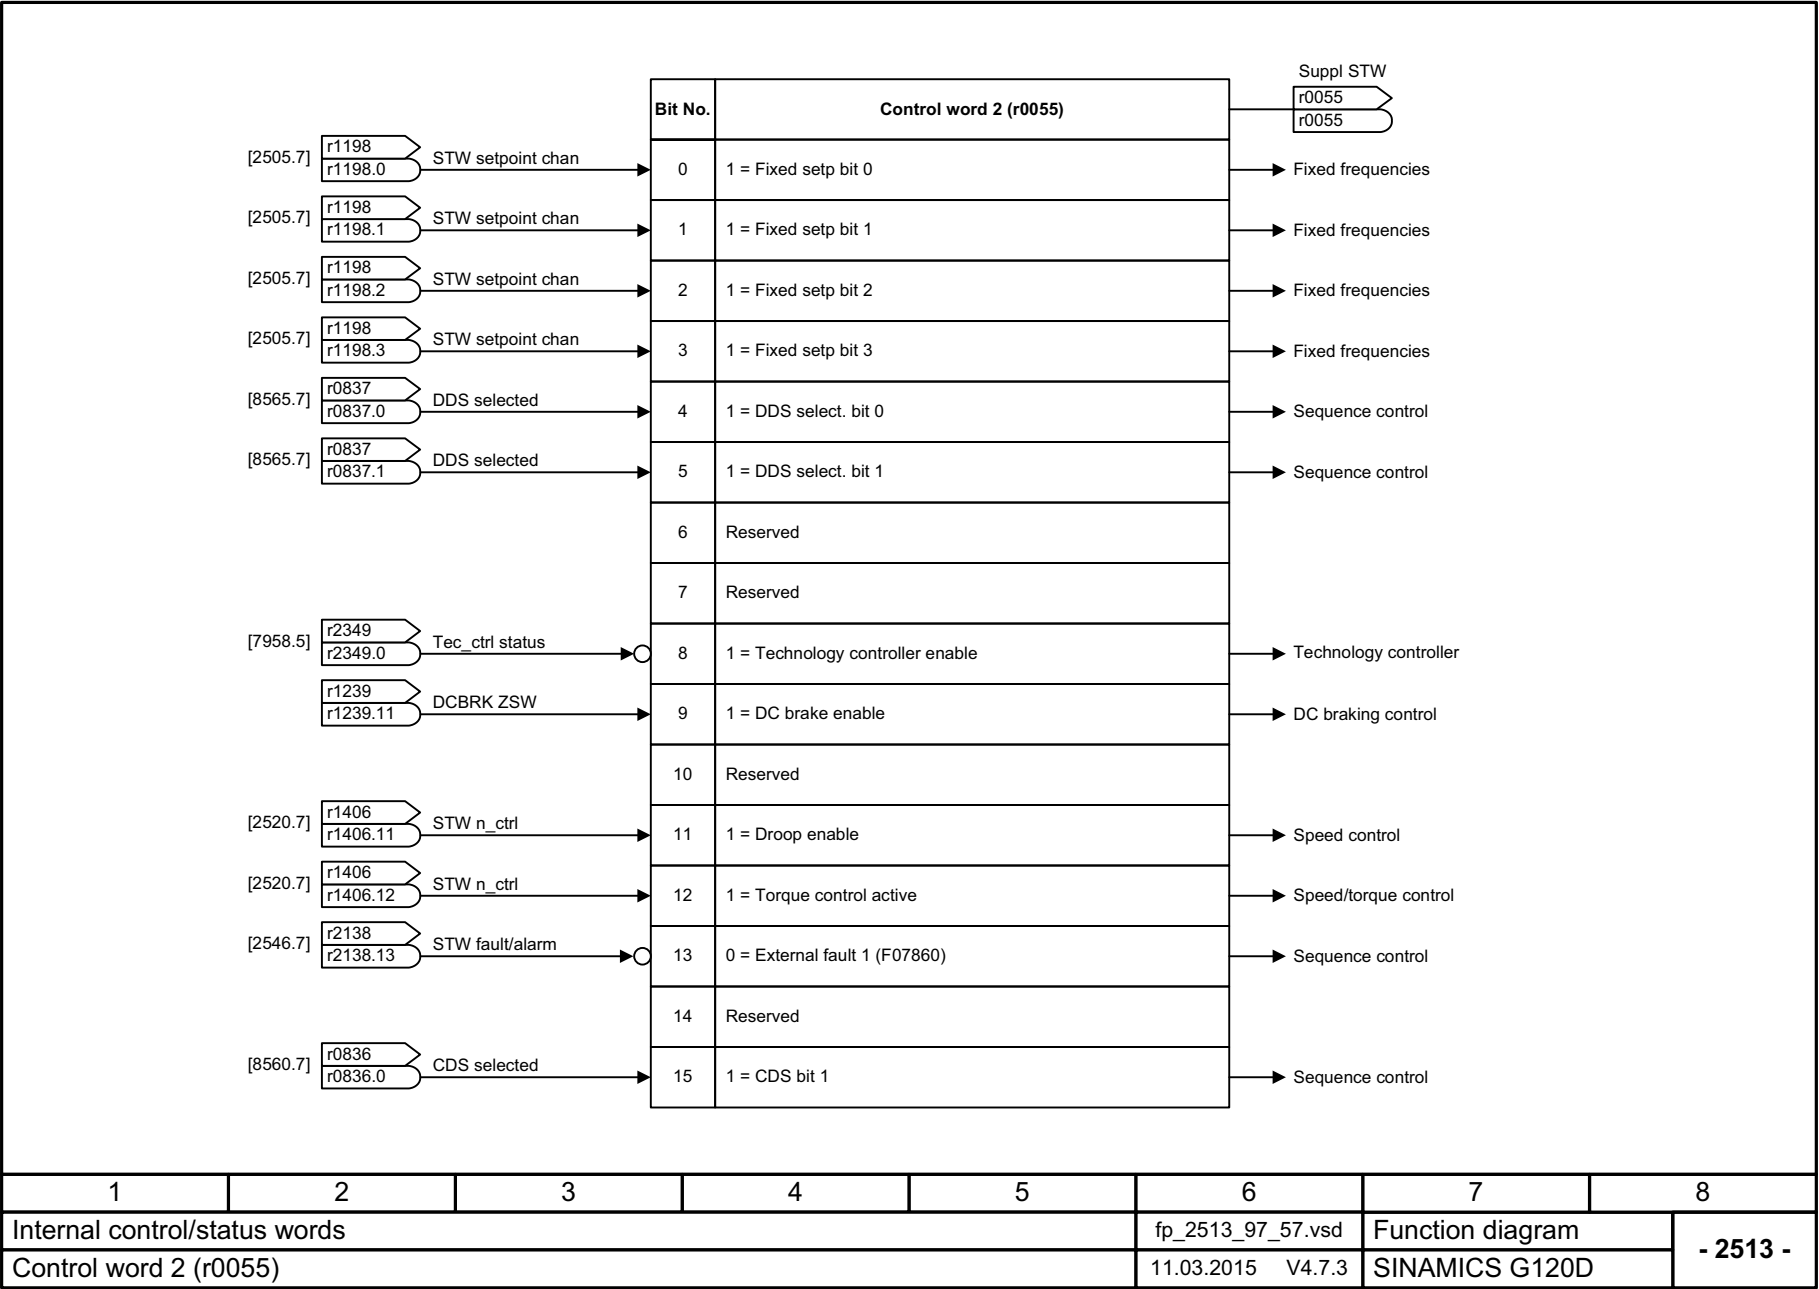 Suppl STW
r0055
r0055
Bit No. Control word 2 (r0055)
[2505.7] r1198 STW setpoint chan
r1198.0 0 1 = Fixed setp bit 0 Fixed frequencies
[2505.7] r1198 STW setpoint chan
r1198.1 1 1 = Fixed setp bit 1 Fixed frequencies
[2505.7] r1198 STW setpoint chan
r1198.2 2 1 = Fixed setp bit 2 Fixed frequencies
[2505.7] r1198 STW setpoint chan
r1198.3 3 1 = Fixed setp bit 3 Fixed frequencies
[8565.7] r0837 DDS selected
r0837.0 4 1 = DDS select. bit 0 Sequence control
[8565.7] r0837 DDS selected
r0837.1 5 1 = DDS select. bit 1 Sequence control
6 Reserved
7 Reserved
[7958.5] r2349 Tec_ctrl status
r2349.0 8 1 = Technology controller enable Technology controller
r1239 DCBRK ZSW
r1239.11 9 1 = DC brake enable DC braking control
10 Reserved
[2520.7] r1406 STW n_ctrl
r1406.11 11 1 = Droop enable Speed control
[2520.7] r1406 STW n_ctrl
r1406.12 12 1 = Torque control active Speed/torque control
[2546.7] r2138 STW fault/alarm
r2138.13 13 0 = External fault 1 (F07860) Sequence control
14 Reserved
[8560.7] r0836 CDS selected
r0836.0 15 1 = CDS bit 1 Sequence control
1 2 3 4 5 6 7 8
Internal control/status words fp_2513_97_57.vsd Function diagram
- 2513 -
Control word 2 (r0055) 11.03.2015 V4.7.3 SINAMICS G120D